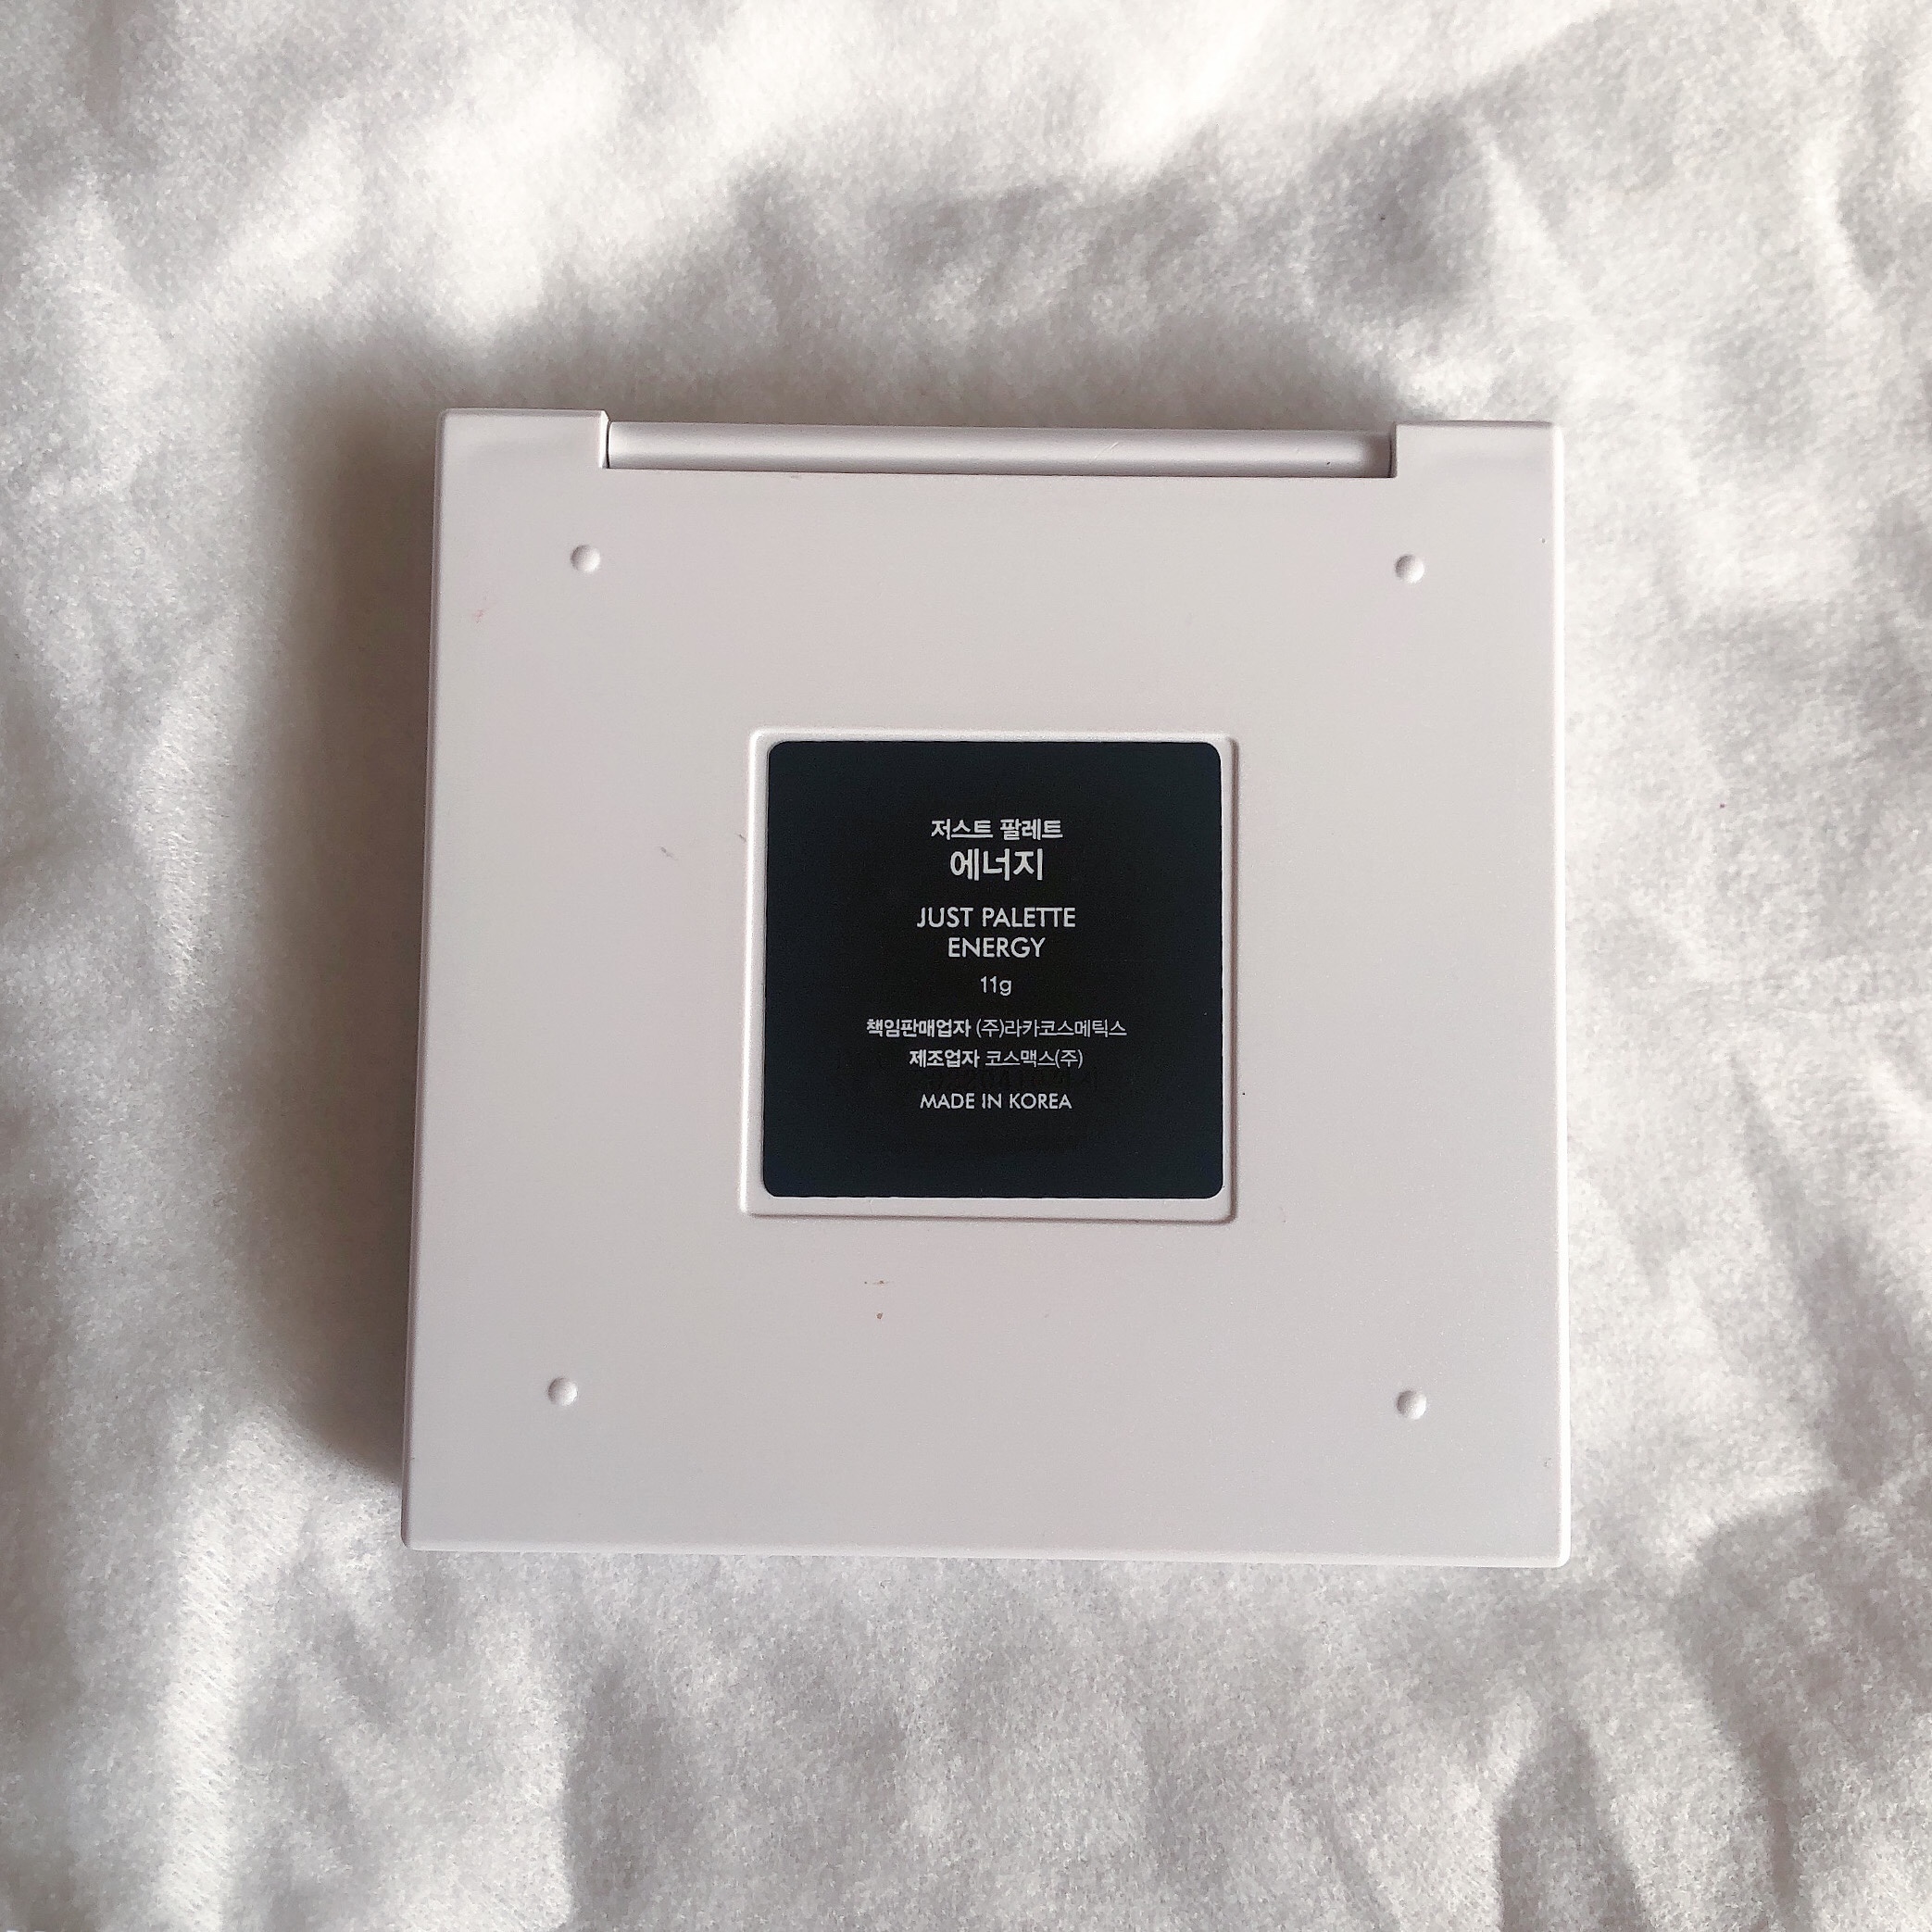 저스트 팔레트
에너지
JUST PALETTE
ENERGY
11g
책임판매업자 (주)라카코스메틱스
제조업자 코스맥스(주)
MADE IN KOREA